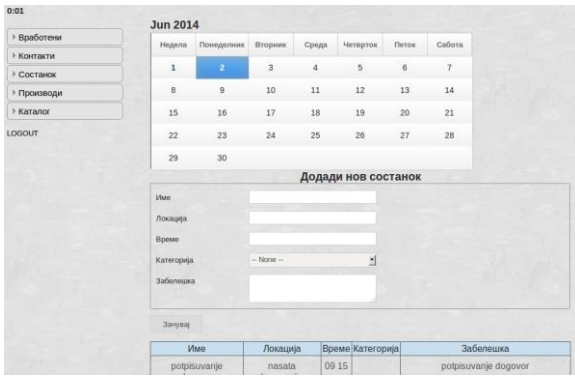 0:01
Вработени
Контакти
Состанок
Производи
Каталог
LOGOUT
Jun 2014
Недела Понеделник Вторник Среда Четврток Петок Сабота
1 2 3 4 5 6 7
8 9 10 11 12 13 14
15 16 17 18 19 20 21
22 23 24 25 26 27 28
29 30
Додади нов состанок
Име
Локација
Време
Категорија -- None --
Забелешка
Зачувај
Име Локација Време Категорија Забелешка
potpisuvanje nasata 09 15 potpisuvanje dogovor